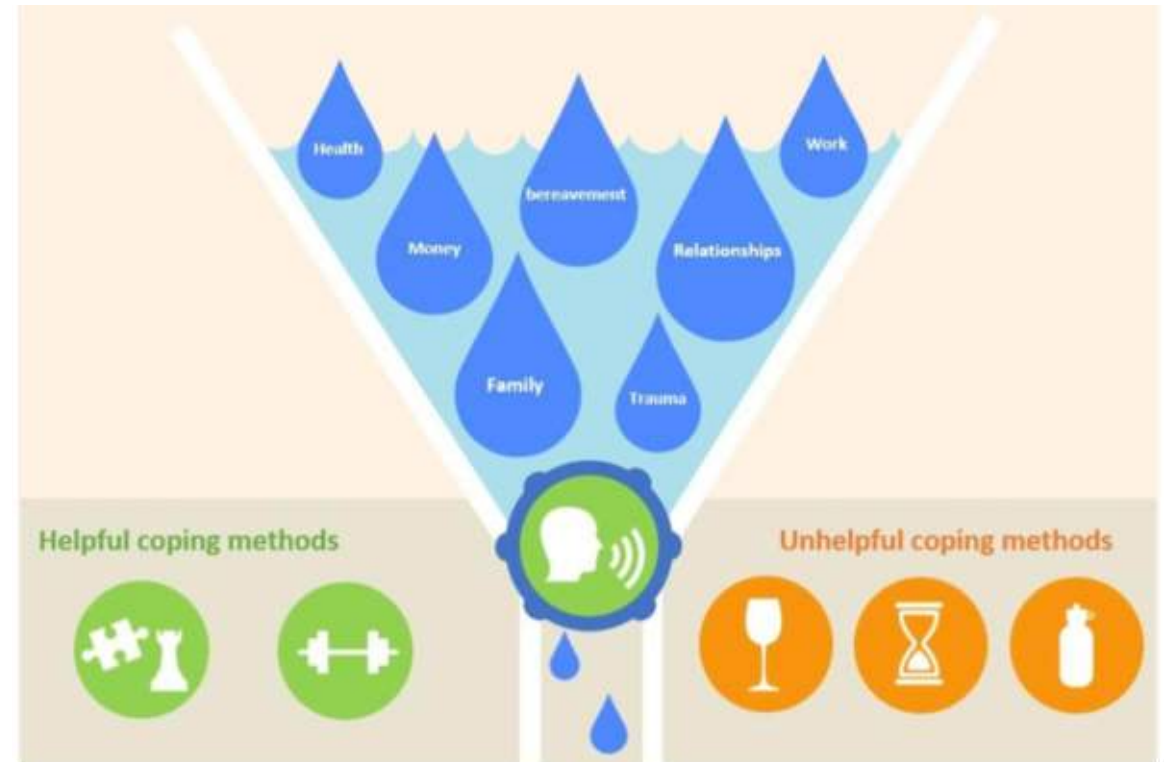 Health
Work
bereavement
Money
Relationships
Family
Trauma
Helpful coping methods
Unhelpful coping methods